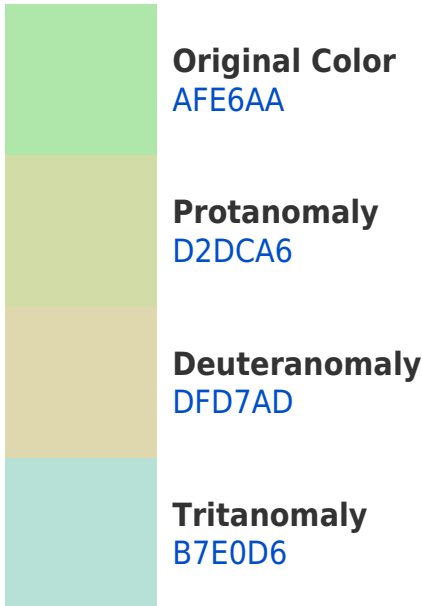 Original Color
AFE6AA
Protanomaly
D2DCA6
Deuteranomaly
DFD7AD
Tritanomaly
B7E0D6